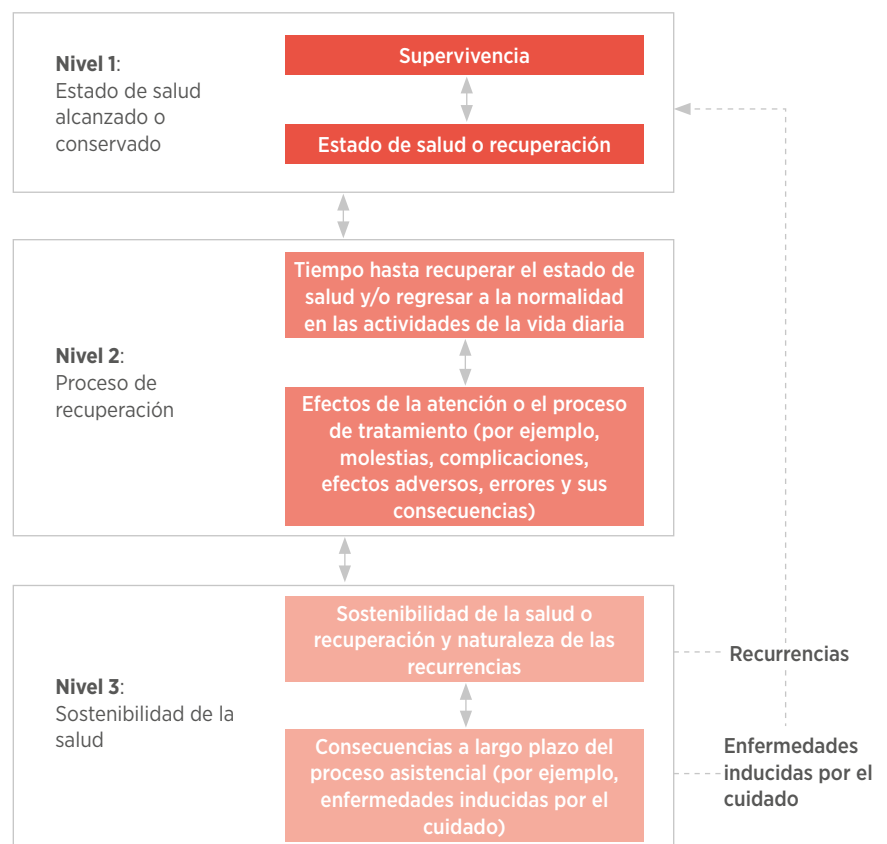 Nivel 1:
Estado de salud
alcanzado o
conservado
Supervivencia
Estado de salud o recuperación
Nivel 2:
Proceso de
recuperación
Tiempo hasta recuperar el estado de
salud y/o regresar a la normalidad
en las actividades de la vida diaria
Efectos de la atención o el proceso
de tratamiento (por ejemplo,
molestias, complicaciones,
efectos adversos, errores y sus
consecuencias)
Nivel 3:
Sostenibilidad de la
salud
Sostenibilidad de la salud o
recuperación y naturaleza de las
recurrencias
Consecuencias a largo plazo del
proceso asistencial (por ejemplo,
enfermedades inducidas por el
cuidado)
Recurrencias
Enfermedades
inducidas por el
cuidado